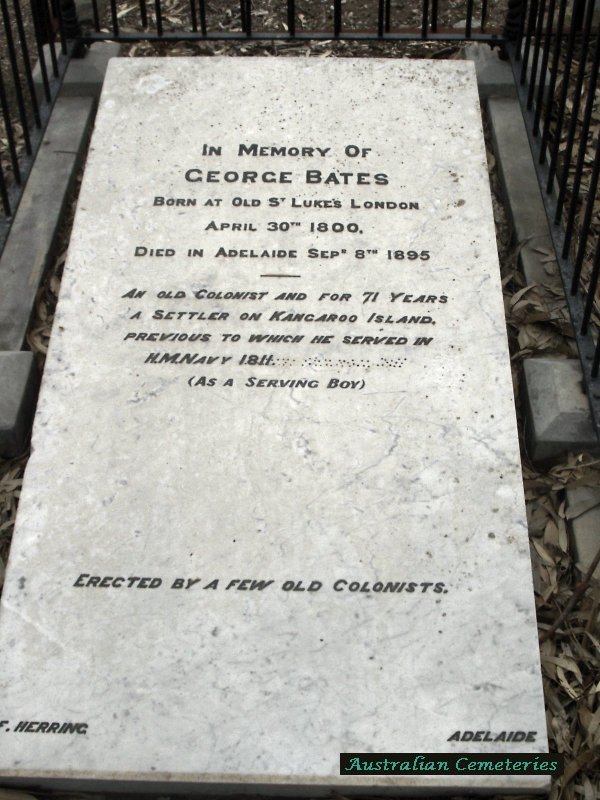 In Memory Of
George Bates
Born at Old St Luke's London
April 30th 1800.
Died in Adelaide Sepr 8th 1895
An old Colonist and for 71 Years
a Settler on Kangaroo Island,
previous to which he served in
H.M. Navy 1811.
(As a Serving Boy)
Erected by a few old Colonists.
F. Herring
Adelaide
Australian Cemeteries